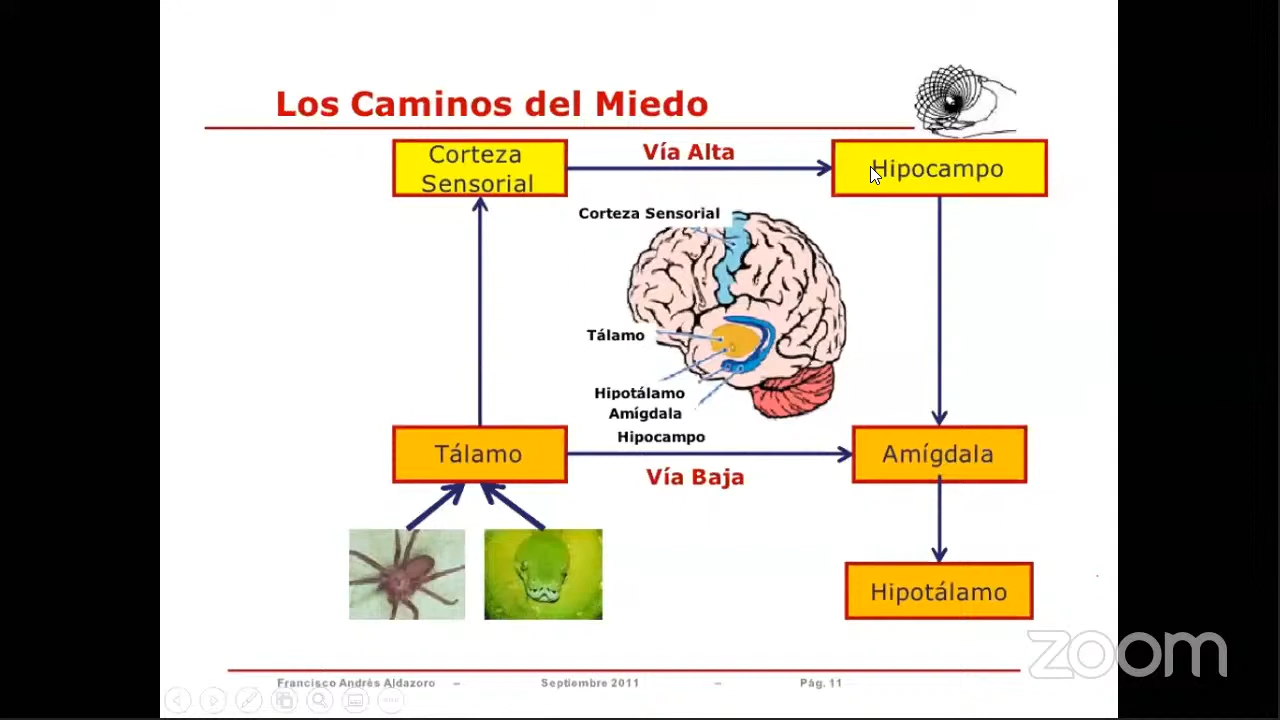 Los Caminos del Miedo
Corteza
Sensorial
Vía Alta
Hipocampo
Corteza Sensorial
Tálamo
Hipotálamo
Amígdala
Hipocampo
Tálamo
Vía Baja
Amígdala
Hipotálamo
zoom
Francisco Andrés Aldazoro – Septiembre 2011 – Pág. 11